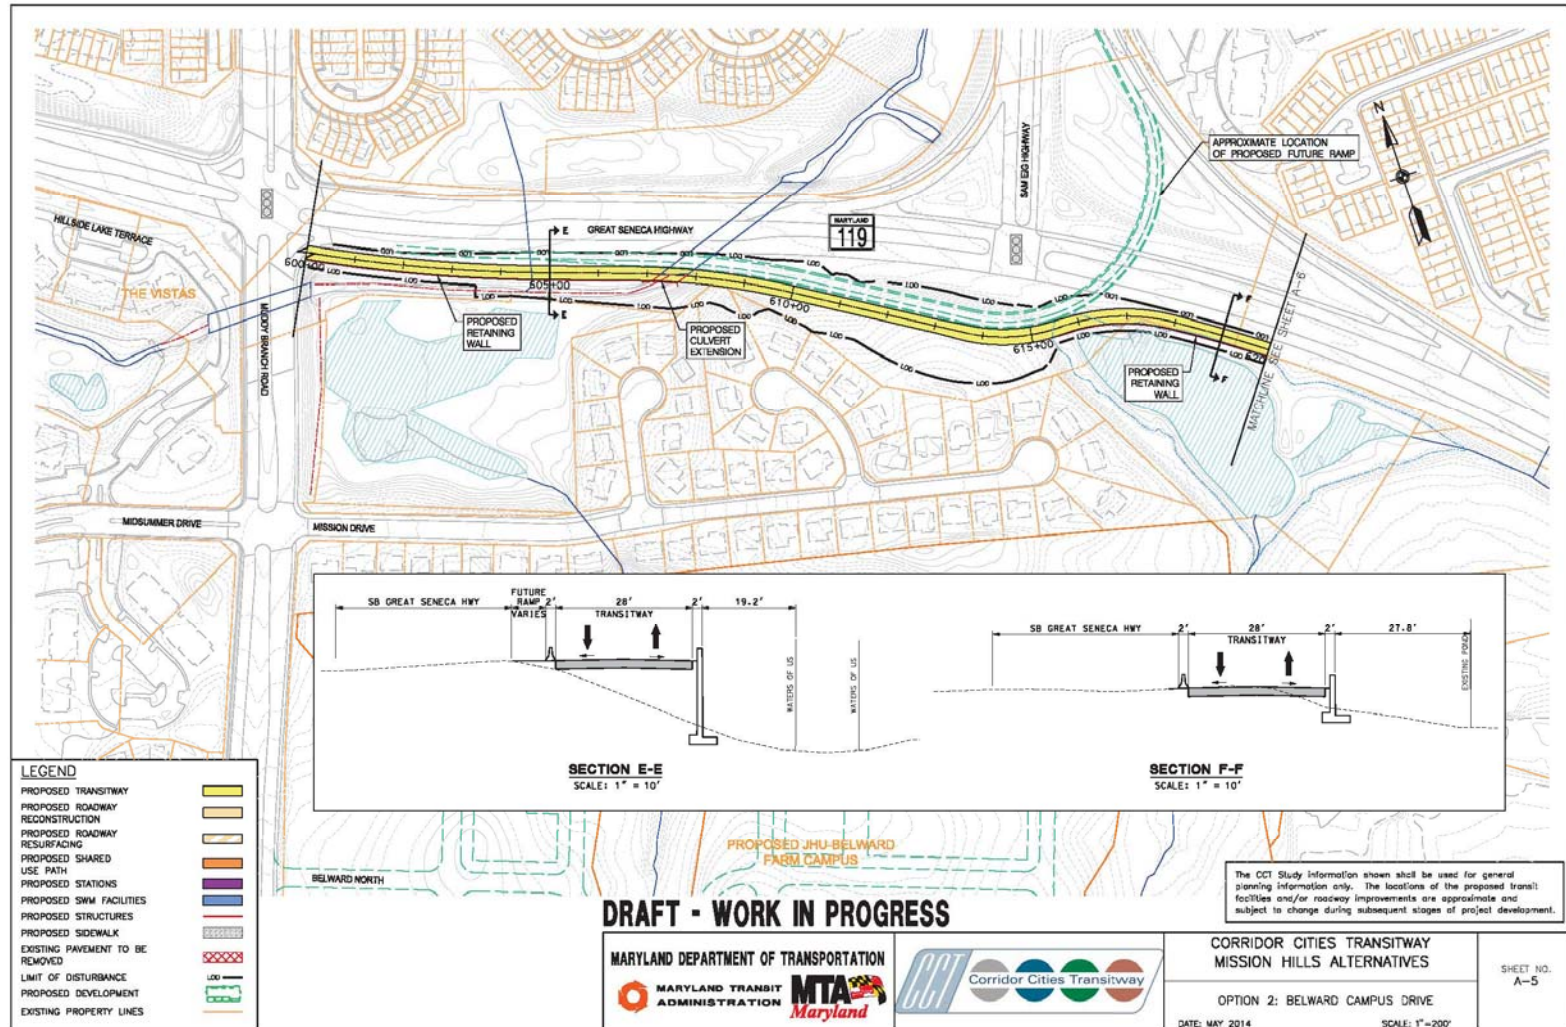 APPROXIMATE LOCATION
OF PROPOSED FUTURE RAMP
N
SAM EIG HIGHWAY
HILLSIDE LAKE TERRACE
THE VISTAS
MUDDY BRANCH ROAD
GREAT SENECA HIGHWAY
MARYLAND
119
E
E
F
F
600+00
605+00
610+00
615+00
620
LOD
PROPOSED
RETAINING
WALL
PROPOSED
CULVERT
EXTENSION
PROPOSED
RETAINING
WALL
MATCHLINE SEE SHEET A-6
MIDSUMMER DRIVE
MISSION DRIVE
SB GREAT SENECA HWY
FUTURE
RAMP
VARIES
2'
28'
TRANSITWAY
2'
19.2'
WATERS OF US
WATERS OF US
SECTION E-E
SCALE: 1" = 10'
SB GREAT SENECA HWY
2'
28'
TRANSITWAY
2'
27.8'
EXISTING POND
SECTION F-F
SCALE: 1" = 10'
LEGEND
PROPOSED TRANSITWAY
PROPOSED ROADWAY
RECONSTRUCTION
PROPOSED ROADWAY
RESURFACING
PROPOSED SHARED
USE PATH
PROPOSED STATIONS
PROPOSED SWM FACILITIES
PROPOSED STRUCTURES
PROPOSED SIDEWALK
EXISTING PAVEMENT TO BE
REMOVED
LIMIT OF DISTURBANCE
LOD
PROPOSED DEVELOPMENT
EXISTING PROPERTY LINES
BELWARD NORTH
PROPOSED JHU-BELWARD
FARM CAMPUS
The CCT Study information shown shall be used for general
planning information only. The locations of the proposed transit
facilities and/or roadway improvements are approximate and
subject to change during subsequent stages of project development.
DRAFT - WORK IN PROGRESS
MARYLAND DEPARTMENT OF TRANSPORTATION
MARYLAND TRANSIT
ADMINISTRATION
MTA
Maryland
CCT
Corridor Cities Transitway
CORRIDOR CITIES TRANSITWAY
MISSION HILLS ALTERNATIVES
OPTION 2: BELWARD CAMPUS DRIVE
DATE: MAY 2014
SCALE: 1"=200'
SHEET NO.
A-5